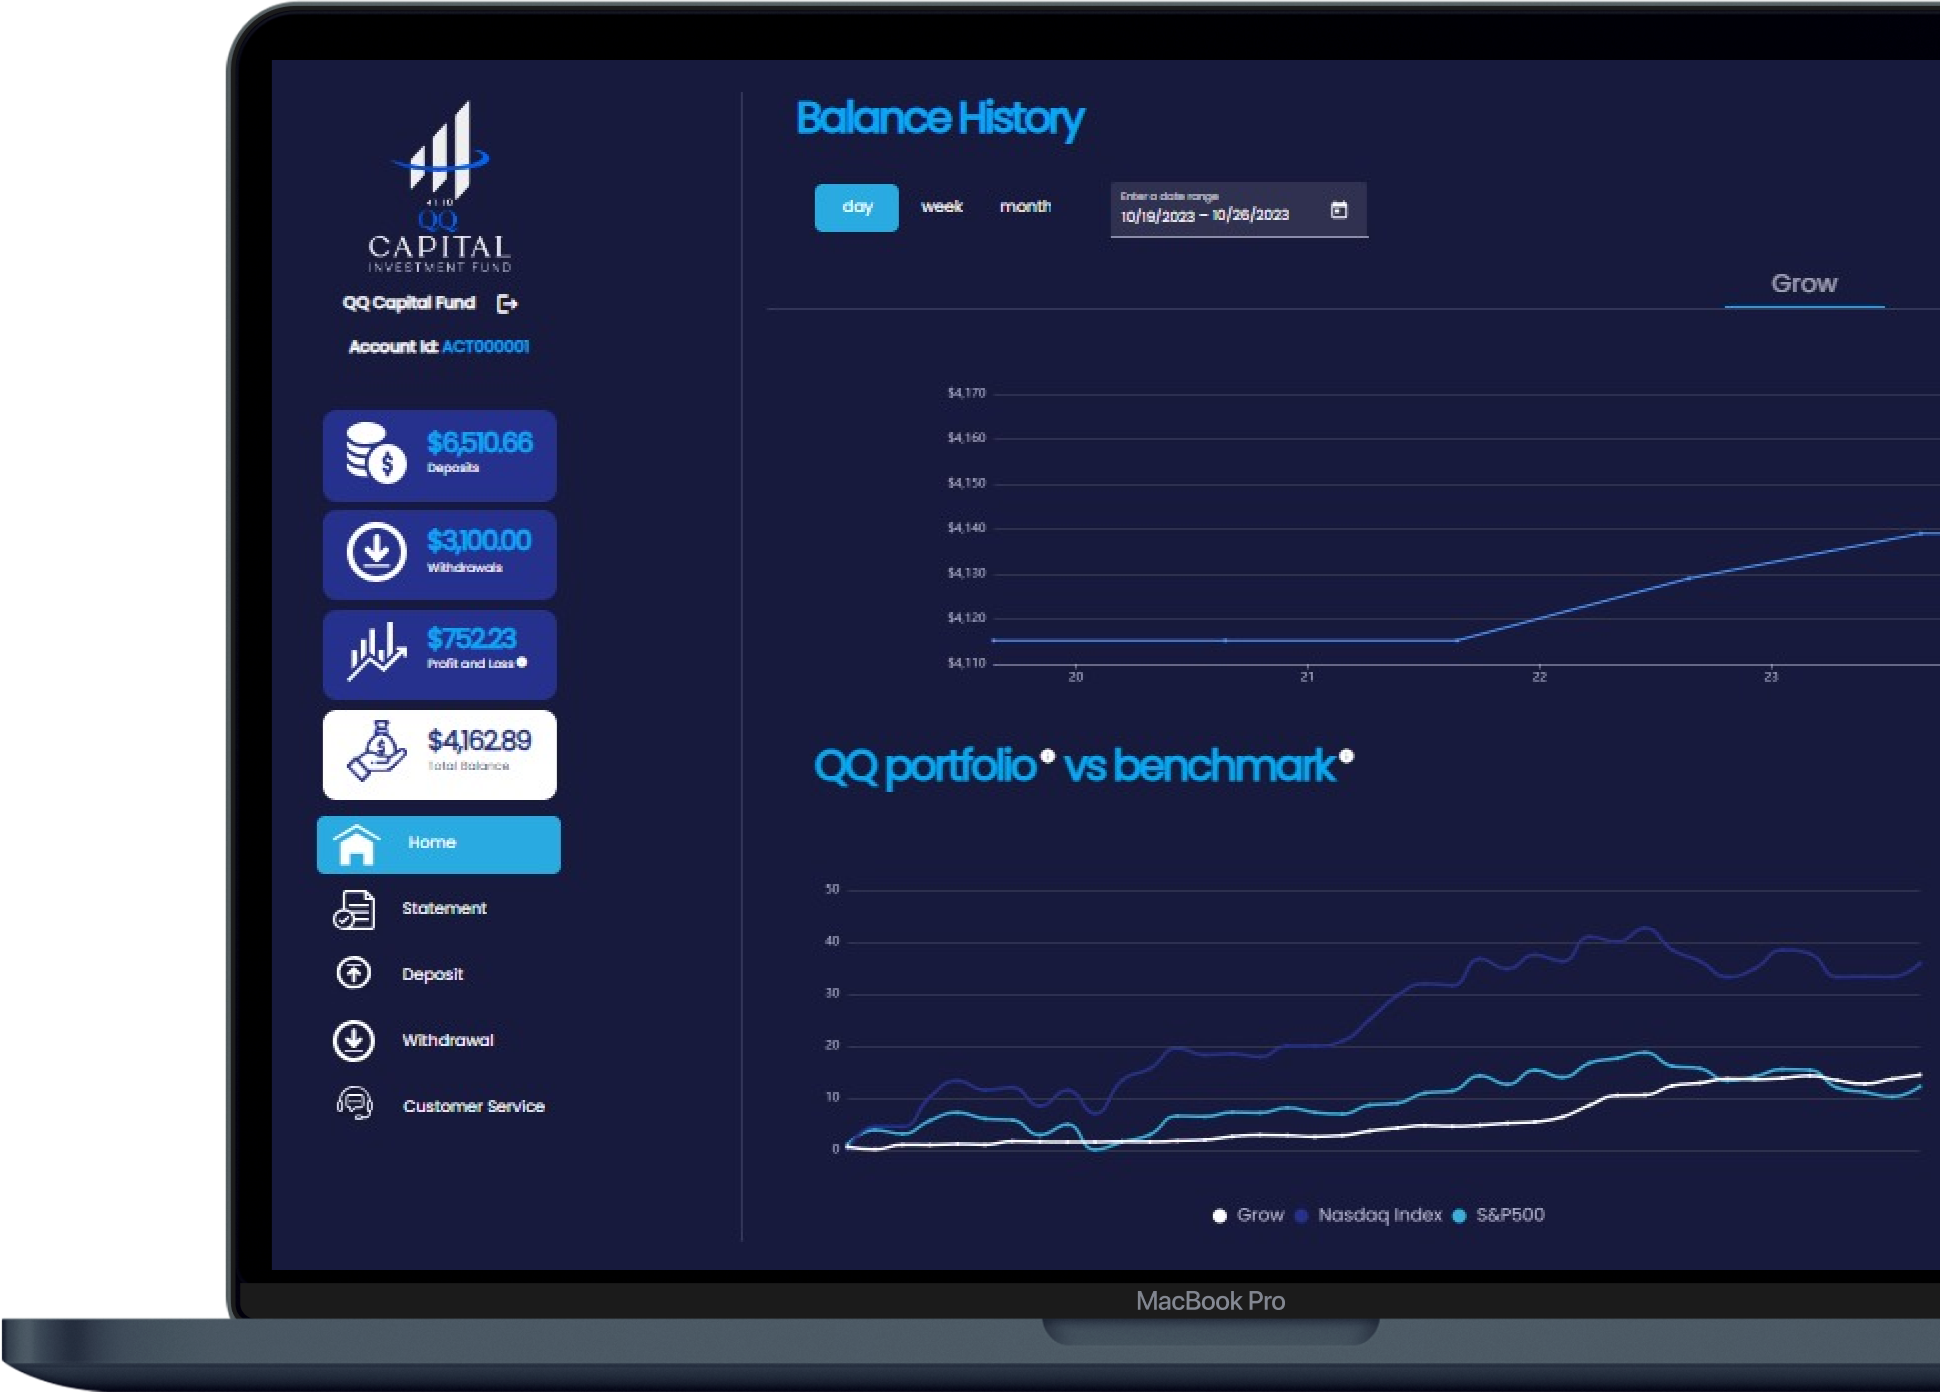 41:10
QQ
CAPITAL
INVESTMENT FUND
QQ Capital Fund
Account Id: ACT000001
$6,510.66
Deposits
$3,100.00
Withdrawals
$752.23
Profit and Loss
$4,162.89
Total Balance
Home
Statement
Deposit
Withdrawal
Customer Service
Balance History
day week month
Enter a date range
10/19/2023 – 10/26/2023
Grow
$4,170
$4,160
$4,150
$4,140
$4,130
$4,120
$4,110
20 21 22 23
QQ portfolio vs benchmark
50
40
30
20
10
0
Grow Nasdaq Index S&P500
MacBook Pro